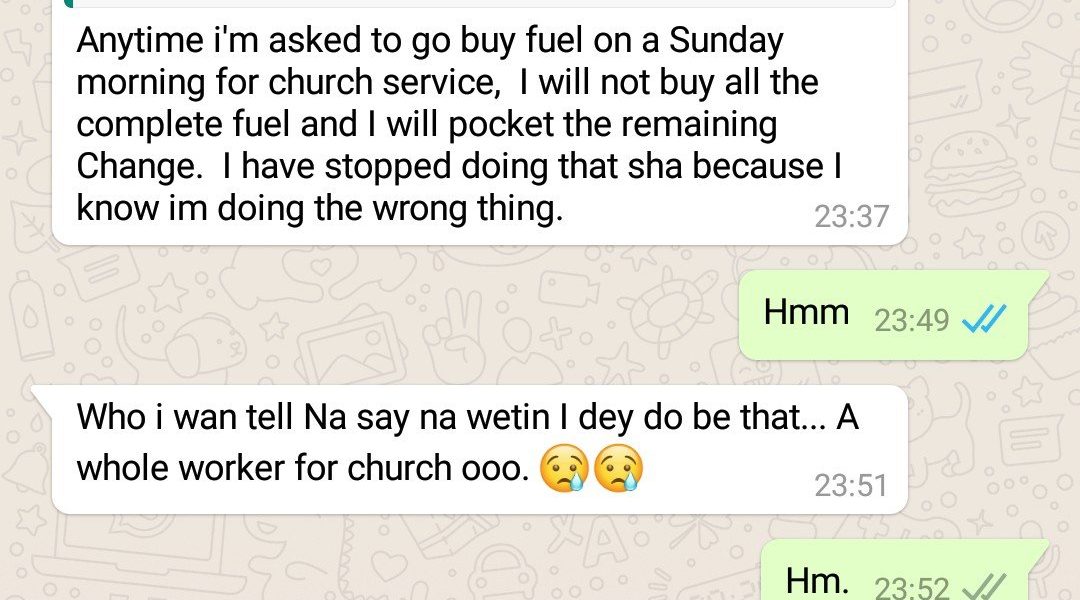 Anytime i'm asked to go buy fuel on a Sunday
morning for church service,  I will not buy all the
complete fuel and I will pocket the remaining
Change.  I have stopped doing that sha because I
know im doing the wrong thing.
23:37
Hmm 23:49
Who i wan tell Na say na wetin I dey do be that... A
whole worker for church ooo. 😢😢
23:51
Hm. 23:52